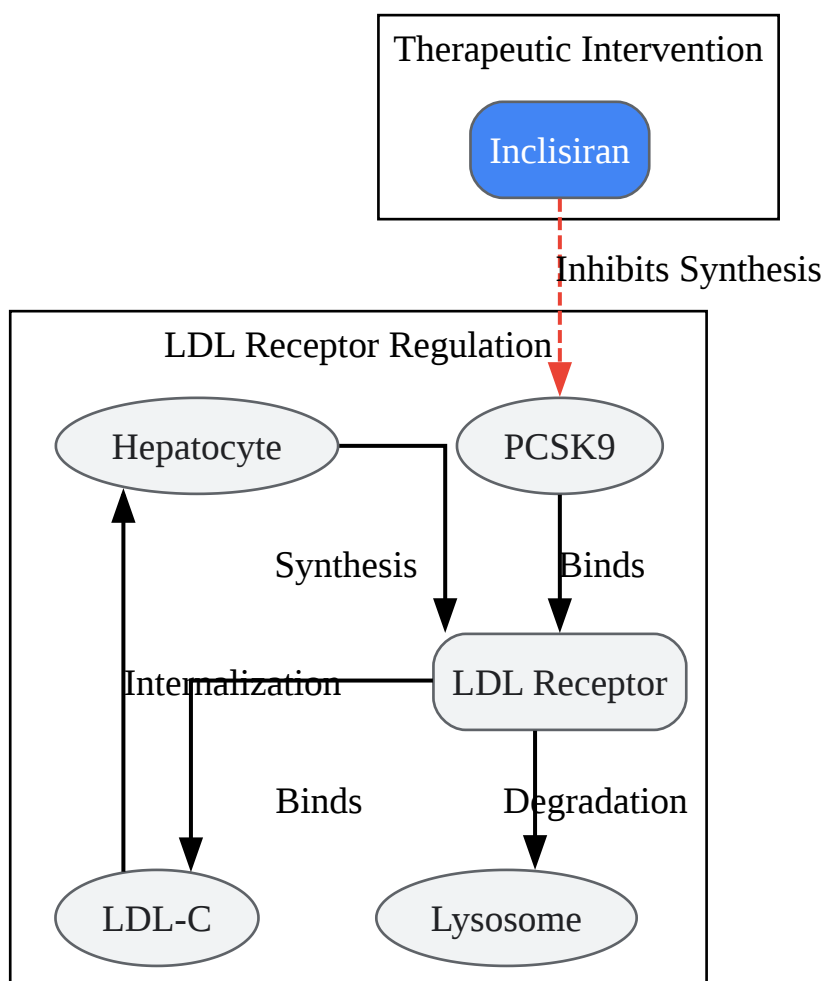 Therapeutic Intervention
Inclisiran
Inhibits Synthesis
LDL Receptor Regulation
Hepatocyte
PCSK9
Synthesis
Binds
Internalization
LDL Receptor
Binds
Degradation
LDL-C
Lysosome